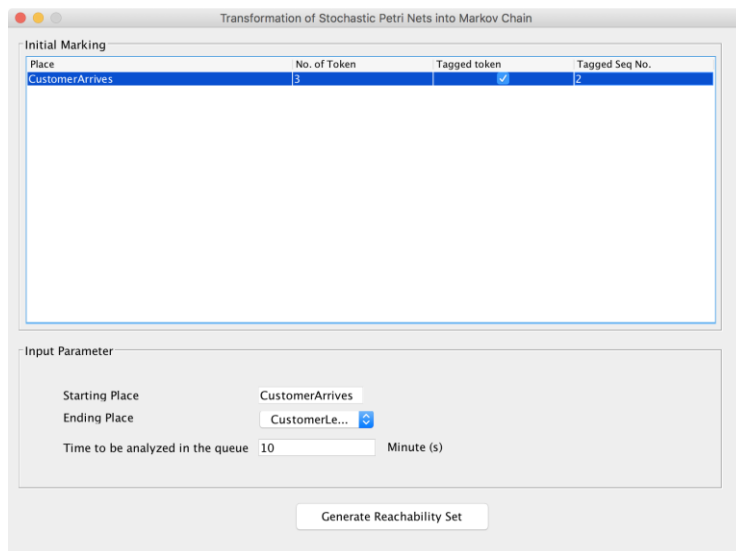 Transformation of Stochastic Petri Nets into Markov Chain
Initial Marking
Place No. of Token Tagged token Tagged Seq No.
CustomerArrives 3 2
Input Parameter
Starting Place CustomerArrives
Ending Place CustomerLe...
Time to be analyzed in the queue 10 Minute (s)
Generate Reachability Set